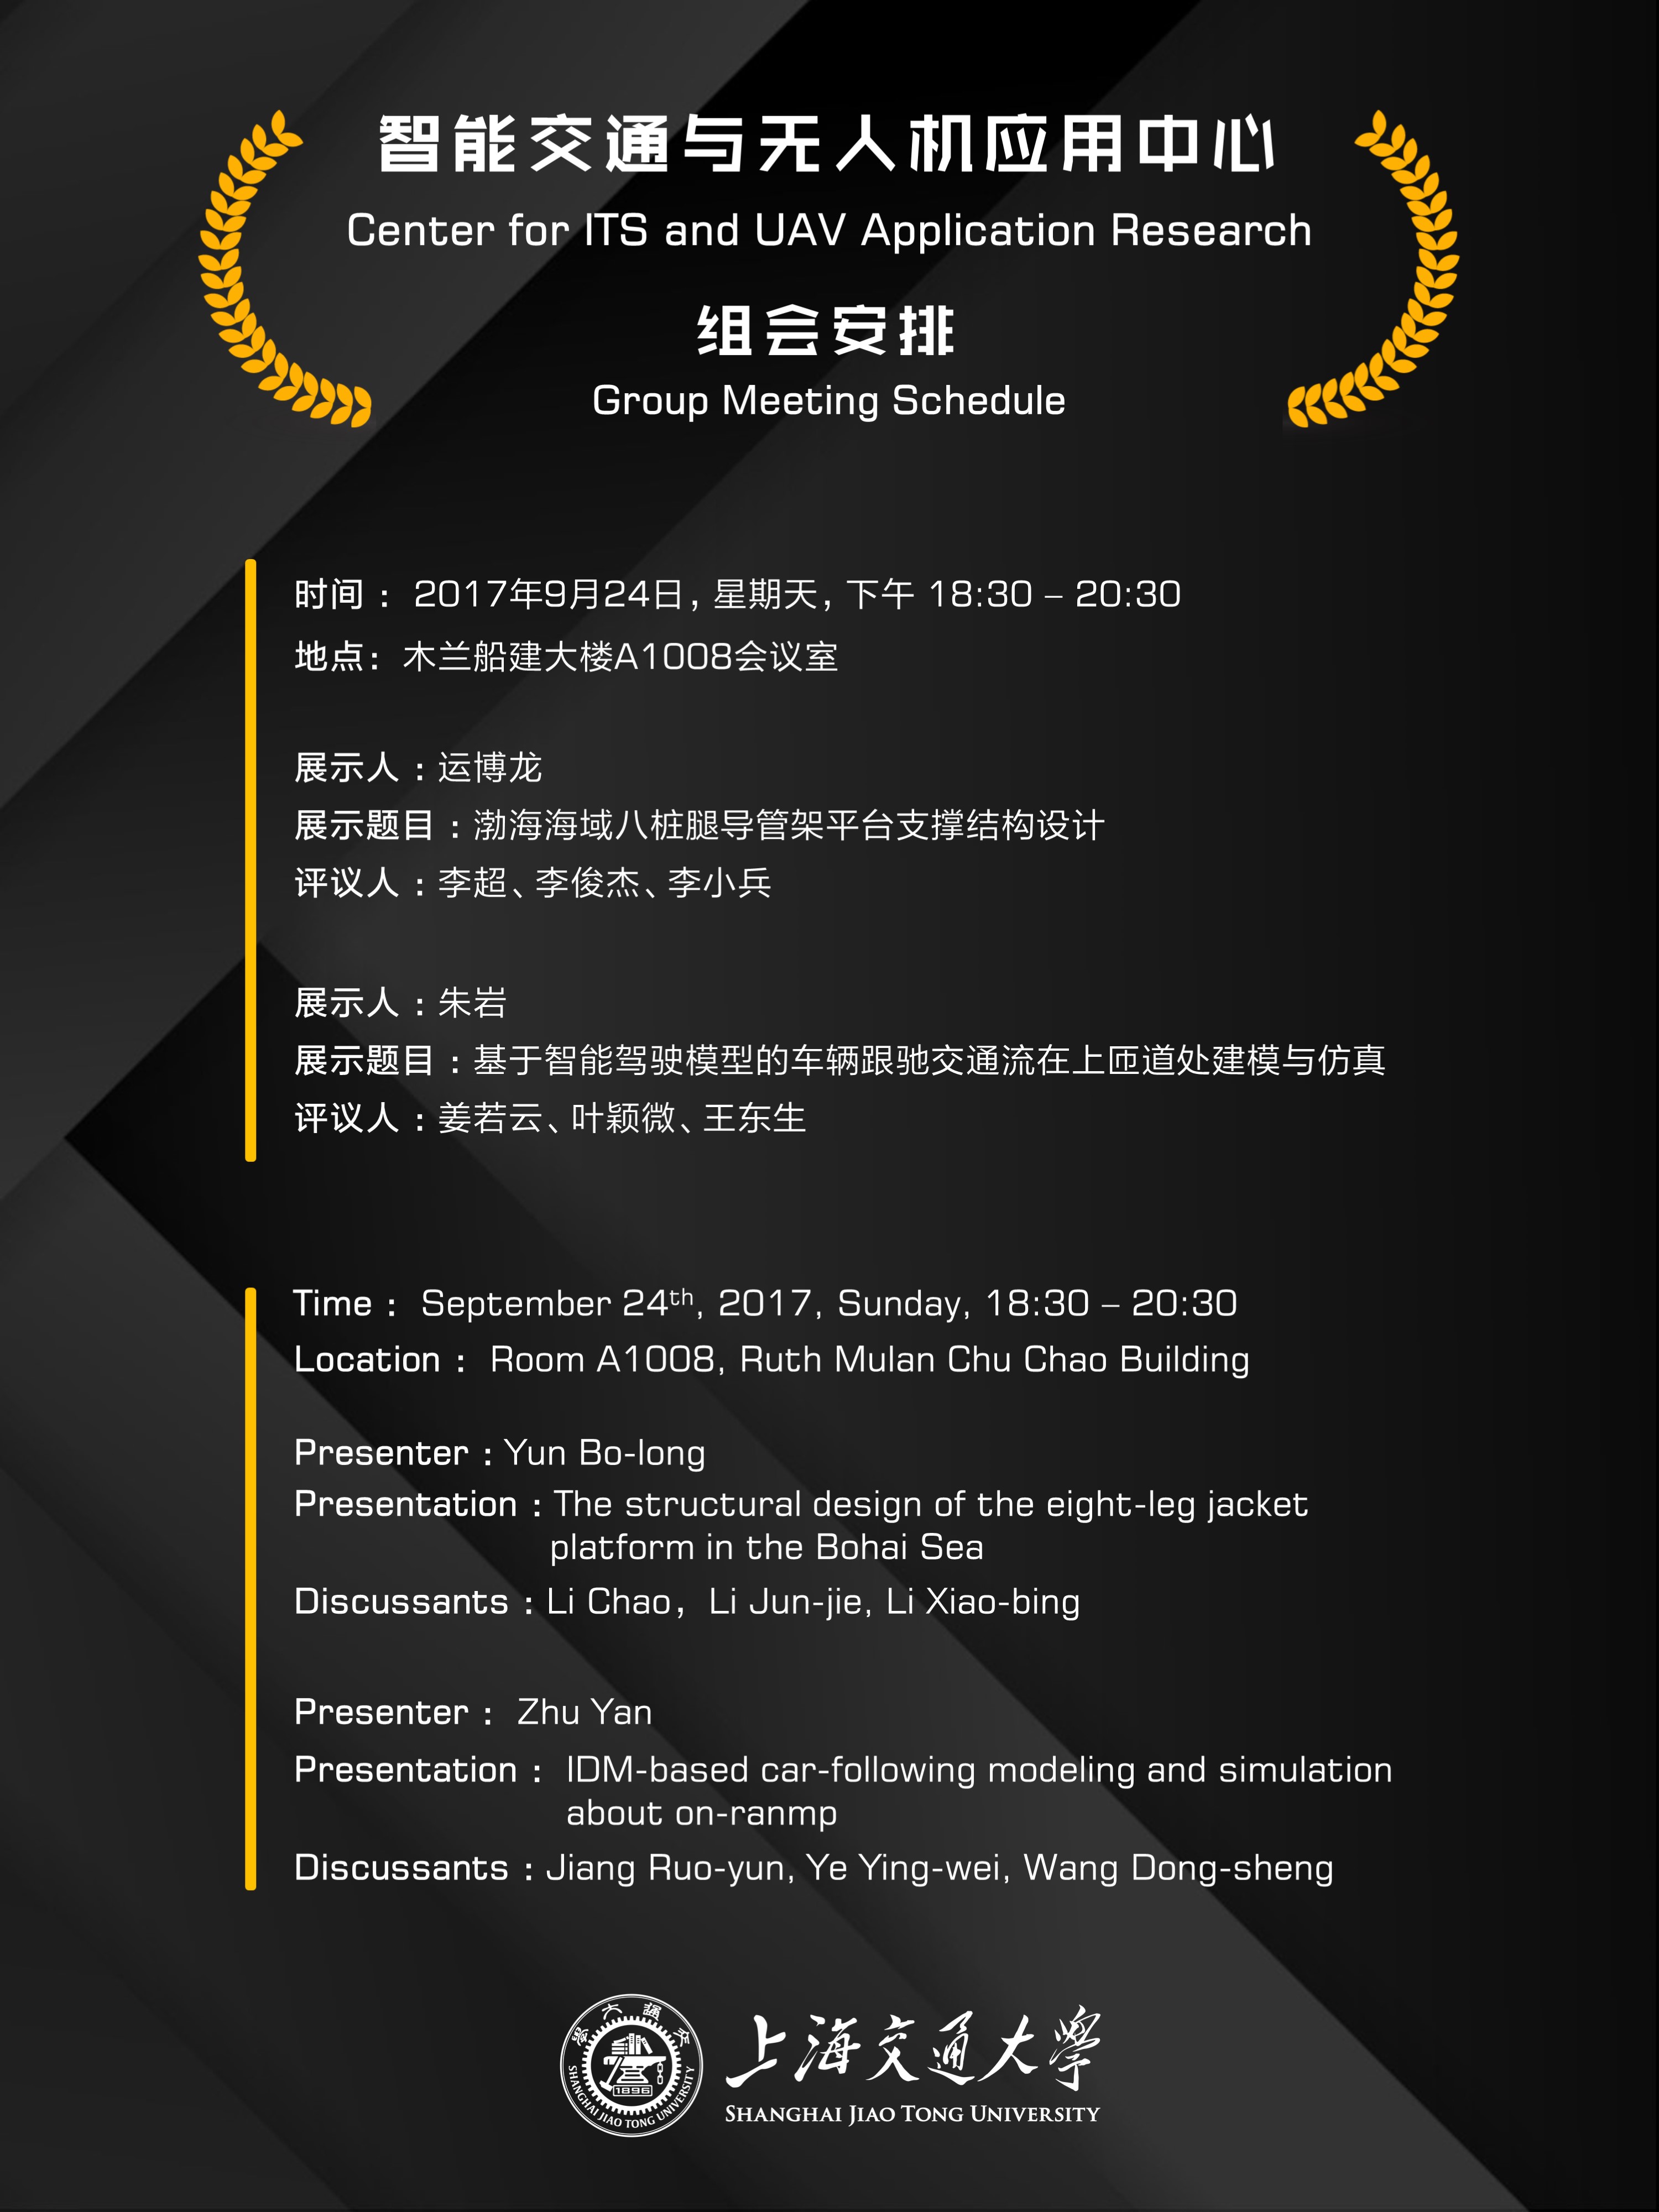 智能交通与无人机应用中心
Center for ITS and UAV Application Research
组会安排
Group Meeting Schedule
时间： 2017年9月24日，星期天，下午 18:30 – 20:30
地点：木兰船建大楼A1008会议室
展示人：运博龙
展示题目：渤海海域八桩腿导管架平台支撑结构设计
评议人：李超、李俊杰、李小兵
展示人：朱岩
展示题目：基于智能驾驶模型的车辆跟驰交通流在上匝道处建模与仿真
评议人：姜若云、叶颖微、王东生
Time： September 24th, 2017, Sunday, 18:30 – 20:30
Location： Room A1008, Ruth Mulan Chu Chao Building
Presenter：Yun Bo-long
Presentation：The structural design of the eight-leg jacket
platform in the Bohai Sea
Discussants：Li Chao，Li Jun-jie, Li Xiao-bing
Presenter： Zhu Yan
Presentation： IDM-based car-following modeling and simulation
about on-ranmp
Discussants：Jiang Ruo-yun, Ye Ying-wei, Wang Dong-sheng
上海交通大學
SHANGHAI JIAO TONG UNIVERSITY
1896
SHANGHAI JIAO TONG UNIVERSITY